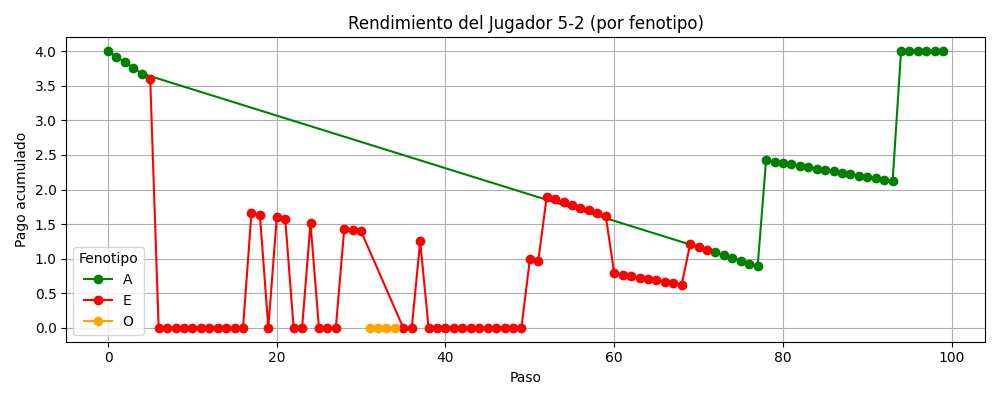 Rendimiento del Jugador 5-2 (por fenotipo)
Pago acumulado
4.0
3.5
3.0
2.5
2.0
1.5
1.0
0.5
0.0
Fenotipo
A
E
O
0 20 40 60 80 100
Paso